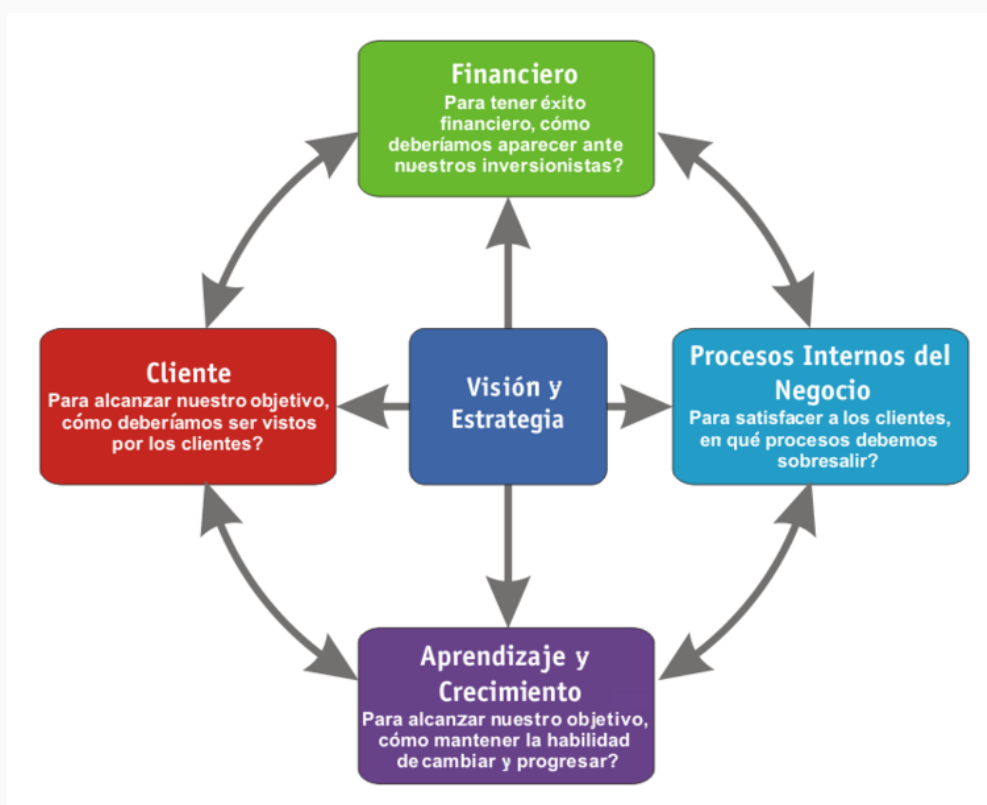 Financiero
Para tener éxito
financiero, cómo
deberíamos aparecer ante
nuestros inversionistas?
Cliente
Para alcanzar nuestro objetivo,
cómo deberíamos ser vistos
por los clientes?
Visión y
Estrategia
Procesos Internos del
Negocio
Para satisfacer a los clientes,
en qué procesos debemos
sobresalir?
Aprendizaje y
Crecimiento
Para alcanzar nuestro objetivo,
cómo mantener la habilidad
de cambiar y progresar?